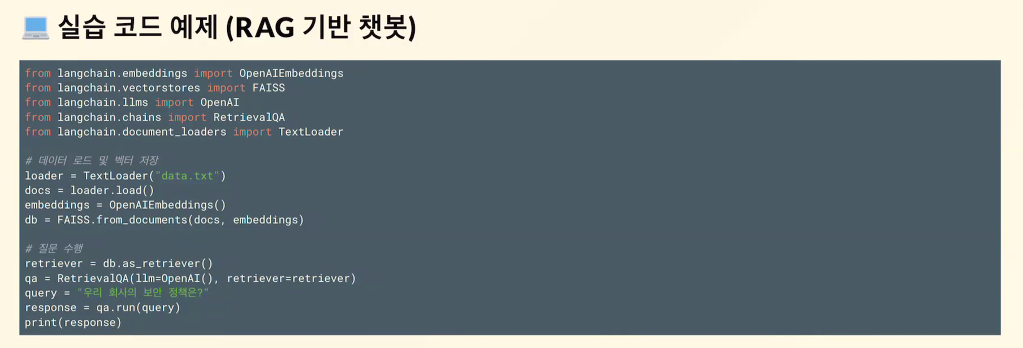 💻 실습 코드 예제 (RAG 기반 챗봇)
from langchain.embeddings import OpenAIEmbeddings
from langchain.vectorstores import FAISS
from langchain.llms import OpenAI
from langchain.chains import RetrievalQA
from langchain.document_loaders import TextLoader
# 데이터 로드 및 벡터 저장
loader = TextLoader("data.txt")
docs = loader.load()
embeddings = OpenAIEmbeddings()
db = FAISS.from_documents(docs, embeddings)
# 질문 수행
retriever = db.as_retriever()
qa = RetrievalQA(llm=OpenAI(), retriever=retriever)
query = "우리 회사의 보안 정책은?"
response = qa.run(query)
print(response)